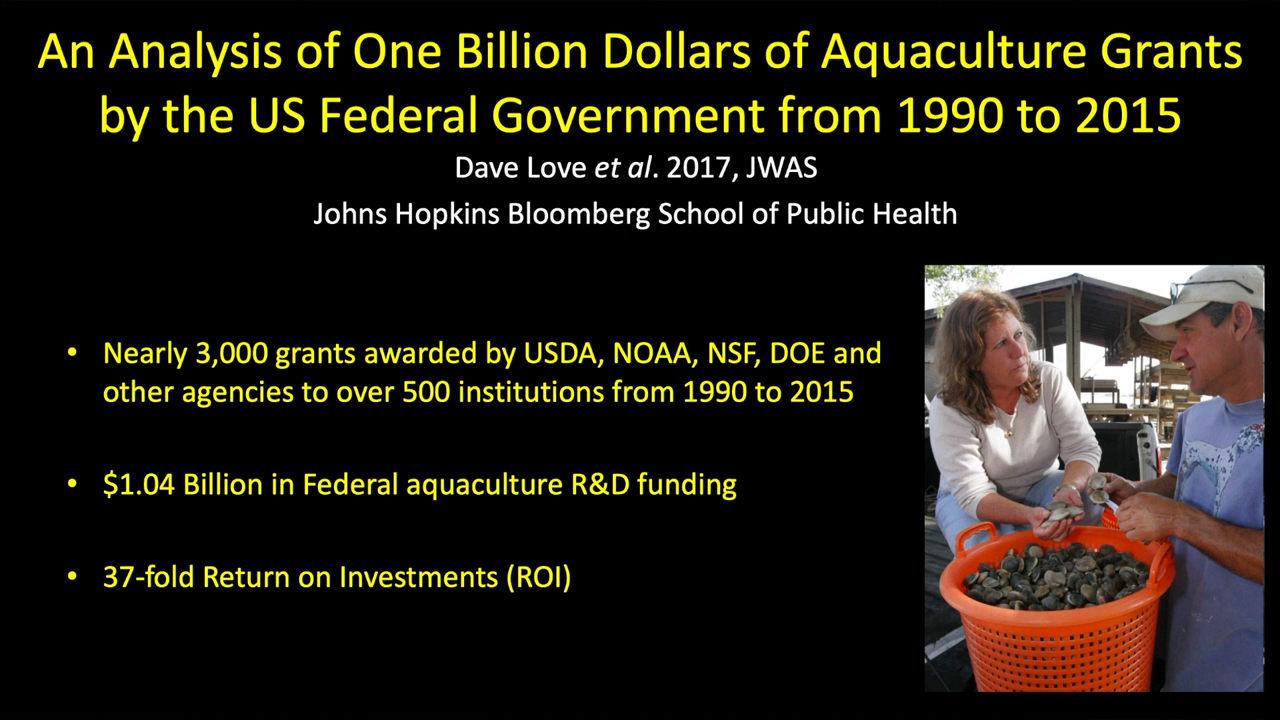 An Analysis of One Billion Dollars of Aquaculture Grants
by the US Federal Government from 1990 to 2015
Dave Love et al. 2017, JWAS
Johns Hopkins Bloomberg School of Public Health
• Nearly 3,000 grants awarded by USDA, NOAA, NSF, DOE and
other agencies to over 500 institutions from 1990 to 2015
• $1.04 Billion in Federal aquaculture R&D funding
• 37-fold Return on Investments (ROI)